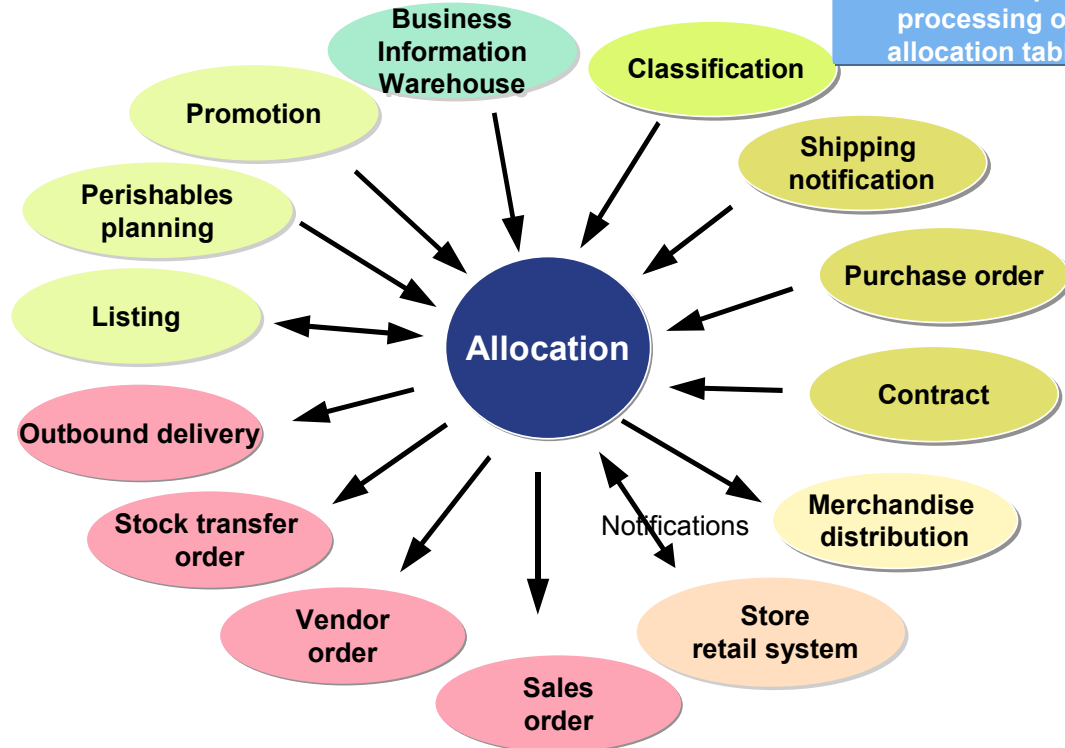 processing o
allocation tab
Business
Information
Warehouse
Classification
Promotion
Shipping
notification
Perishables
planning
Purchase order
Listing
Allocation
Contract
Outbound delivery
Stock transfer
order
Notifications
Merchandise
distribution
Vendor
order
Store
retail system
Sales
order